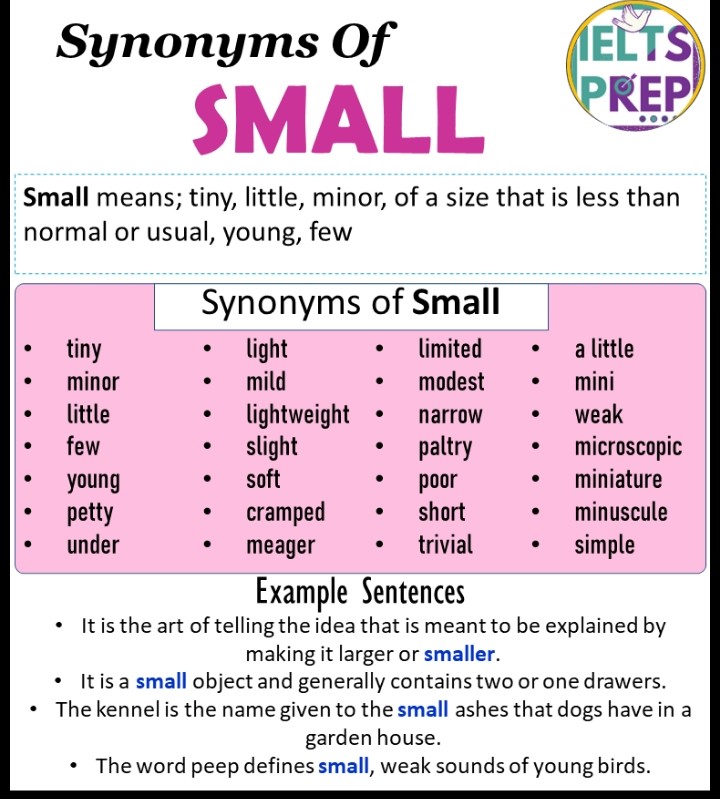 Synonyms Of
SMALL
IELTS
PREP
Small means; tiny, little, minor, of a size that is less than
normal or usual, young, few
Synonyms of Small
• tiny • light • limited • a little
• minor • mild • modest • mini
• little • lightweight • narrow • weak
• few • slight • paltry • microscopic
• young • soft • poor • miniature
• petty • cramped • short • minuscule
• under • meager • trivial • simple
Example Sentences
• It is the art of telling the idea that is meant to be explained by
making it larger or smaller.
• It is a small object and generally contains two or one drawers.
• The kennel is the name given to the small ashes that dogs have in a
garden house.
• The word peep defines small, weak sounds of young birds.